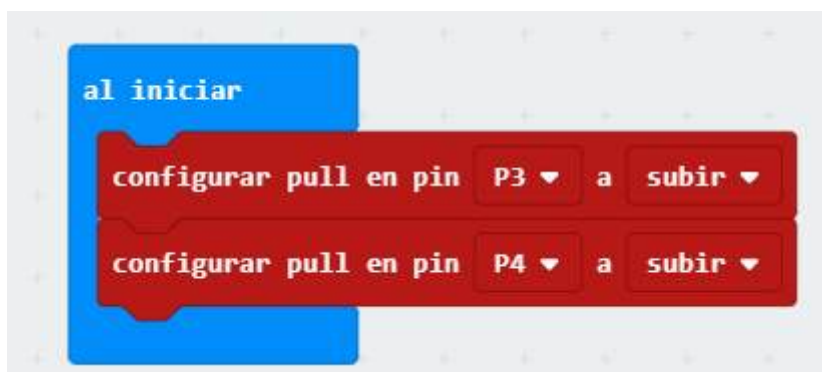 al iniciar
configurar pull en pin P3 a subir
configurar pull en pin P4 a subir